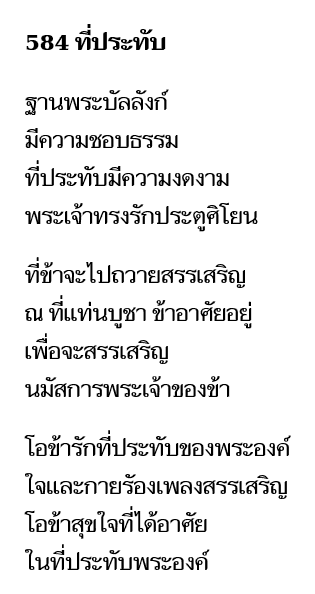 584 ที่ประทับ
ฐานพระบัลลังก์
มีความชอบธรรม
ที่ประทับมีความงดงาม
พระเจ้าทรงรักประตูศิโยน
ที่ข้าจะไปถวายสรรเสริญ
ณ ที่แท่นบูชา ข้าอาศัยอยู่
เพื่อจะสรรเสริญ
นมัสการพระเจ้าของข้า
โอข้ารักที่ประทับของพระองค์
ใจและกายร้องเพลงสรรเสริญ
โอข้าสุขใจที่ได้อาศัย
ในที่ประทับพระองค์